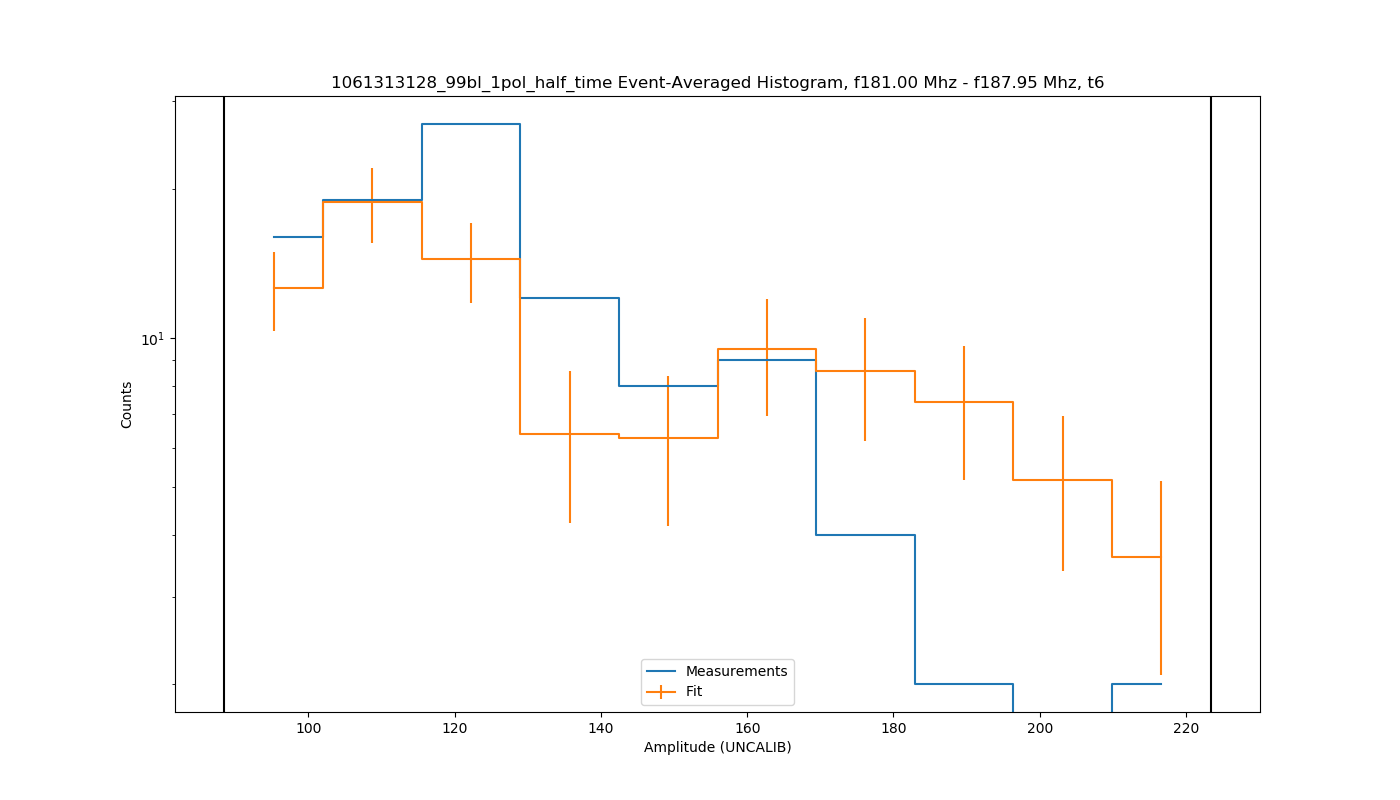 1061313128_99bl_1pol_half_time Event-Averaged Histogram, f181.00 Mhz - f187.95 Mhz, t6
10¹
Counts
Measurements
Fit
100 120 140 160 180 200 220
Amplitude (UNCALIB)